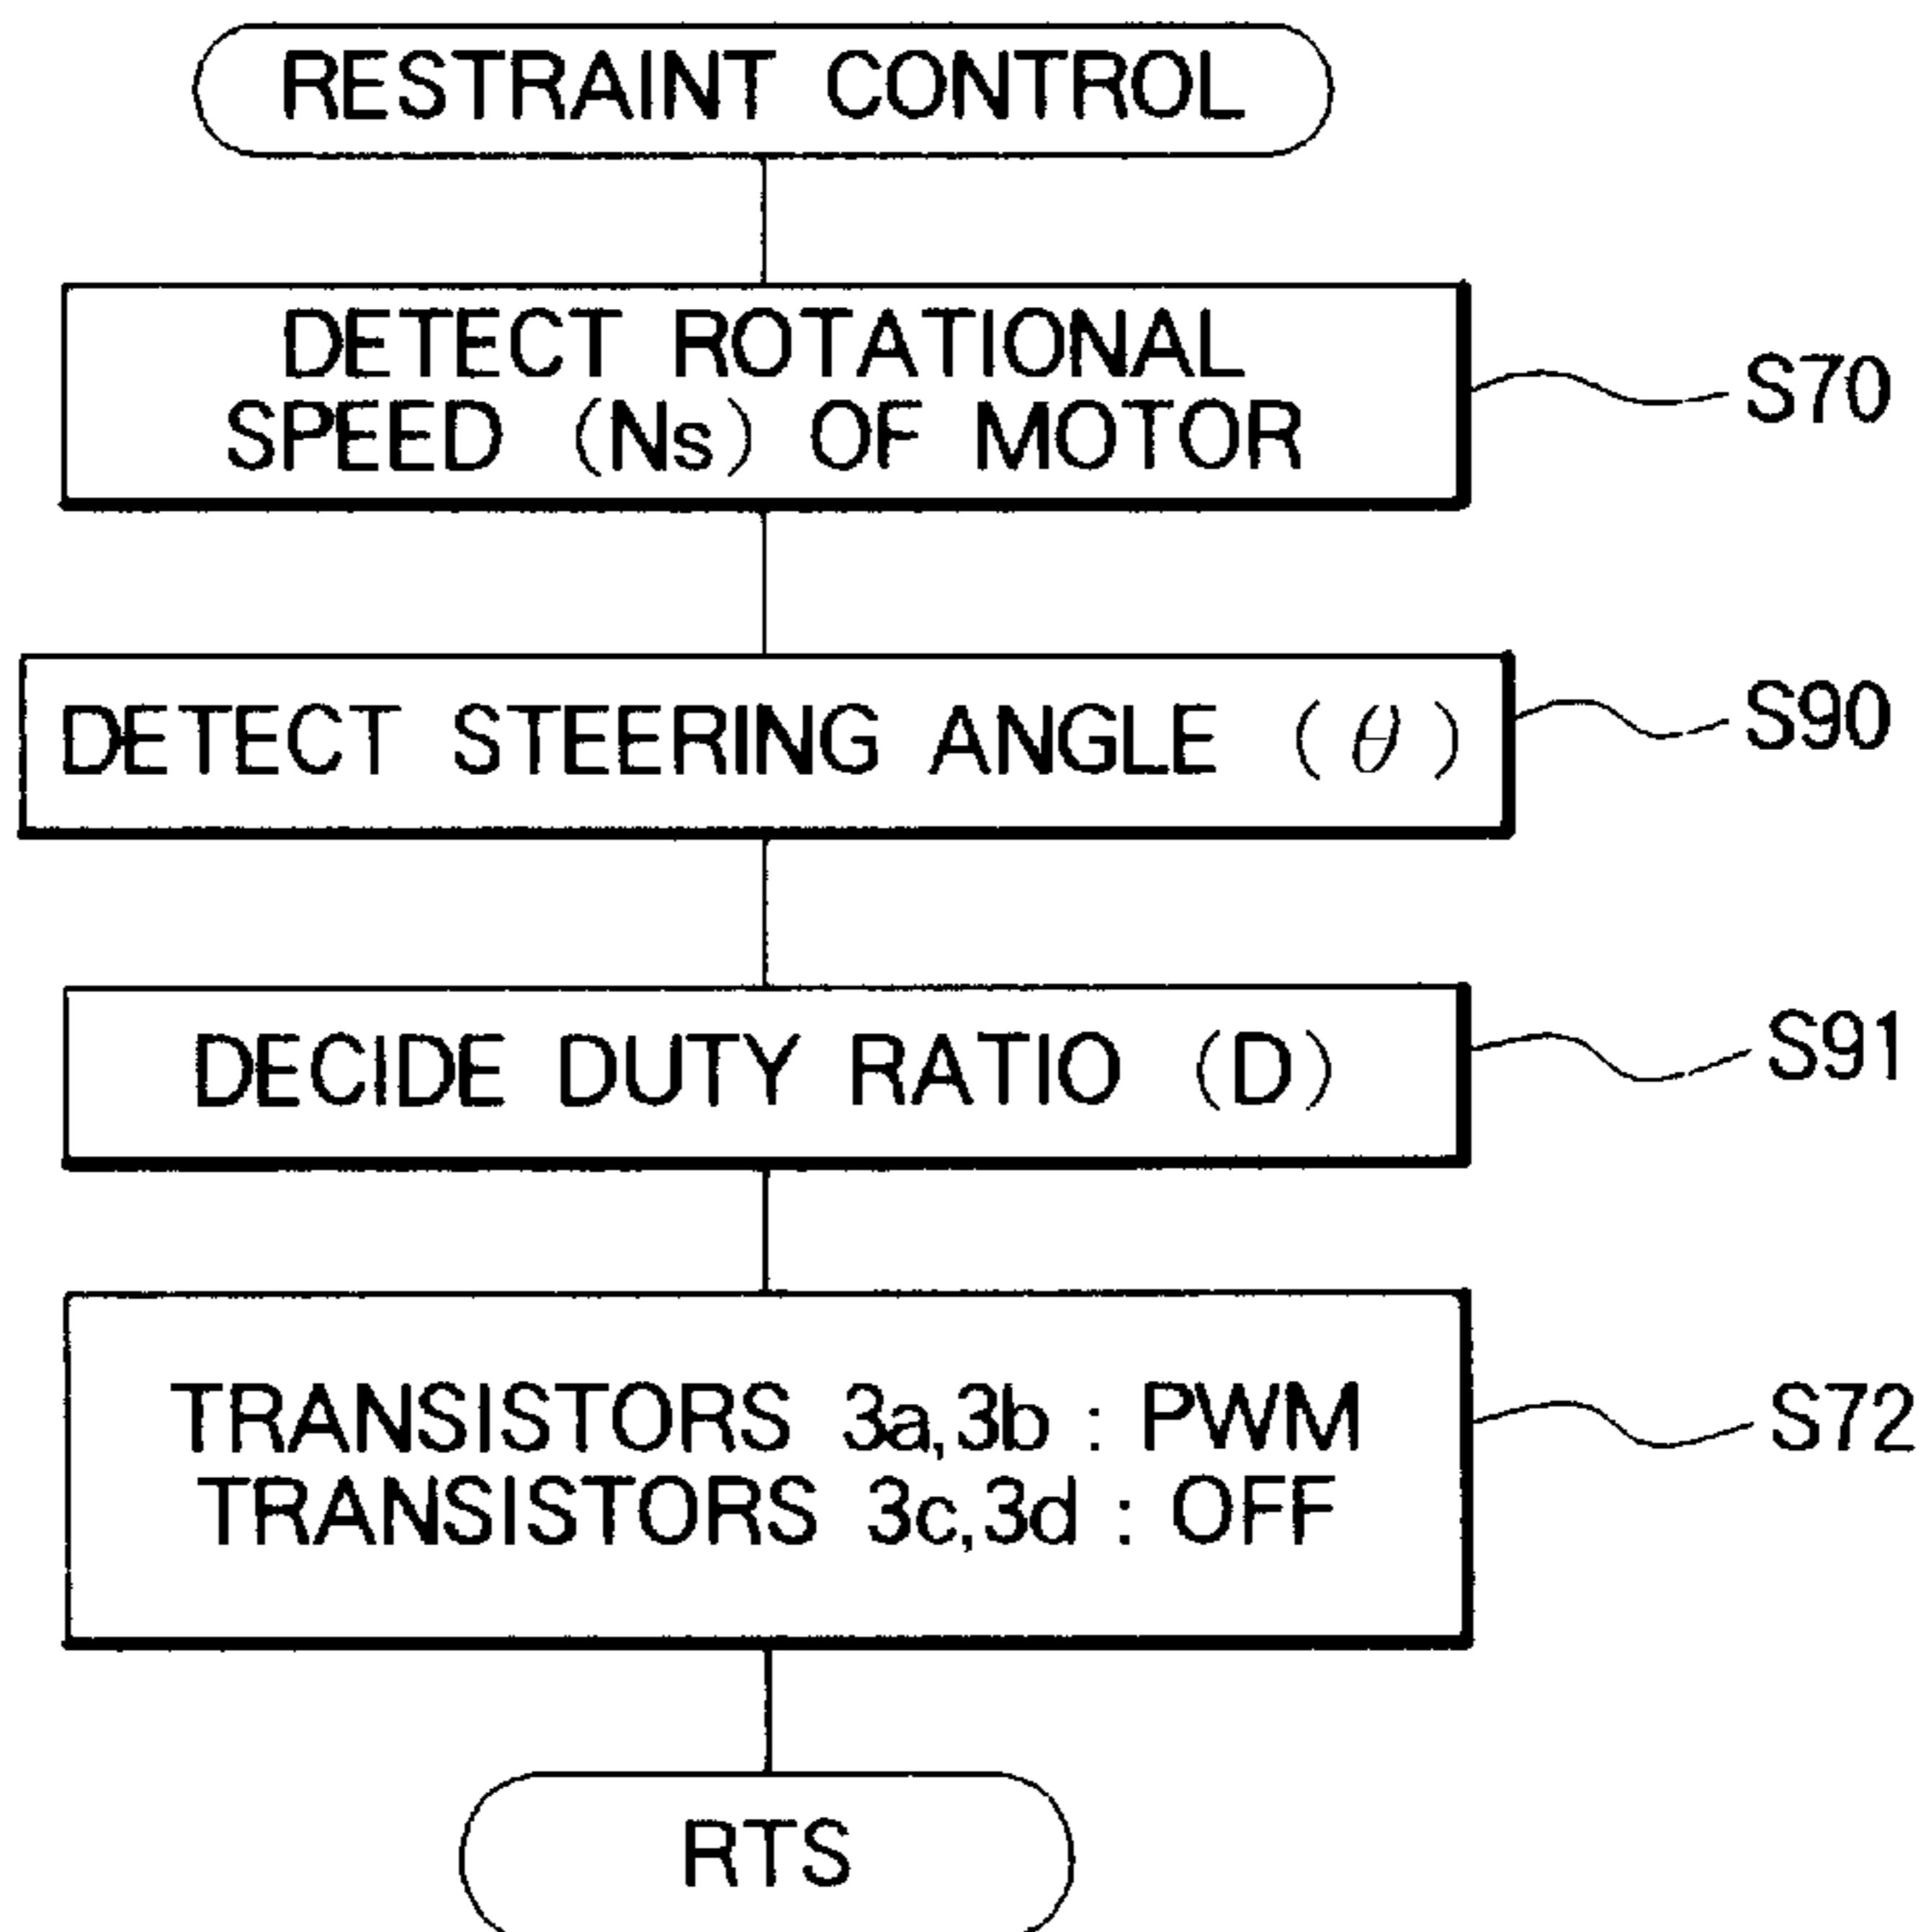 RESTRAINT CONTROL
DETECT ROTATIONAL
SPEED (Ns) OF MOTOR
S70
DETECT STEERING ANGLE (θ)
S90
DECIDE DUTY RATIO (D)
S91
TRANSISTORS 3a,3b : PWM
TRANSISTORS 3c,3d : OFF
S72
RTS